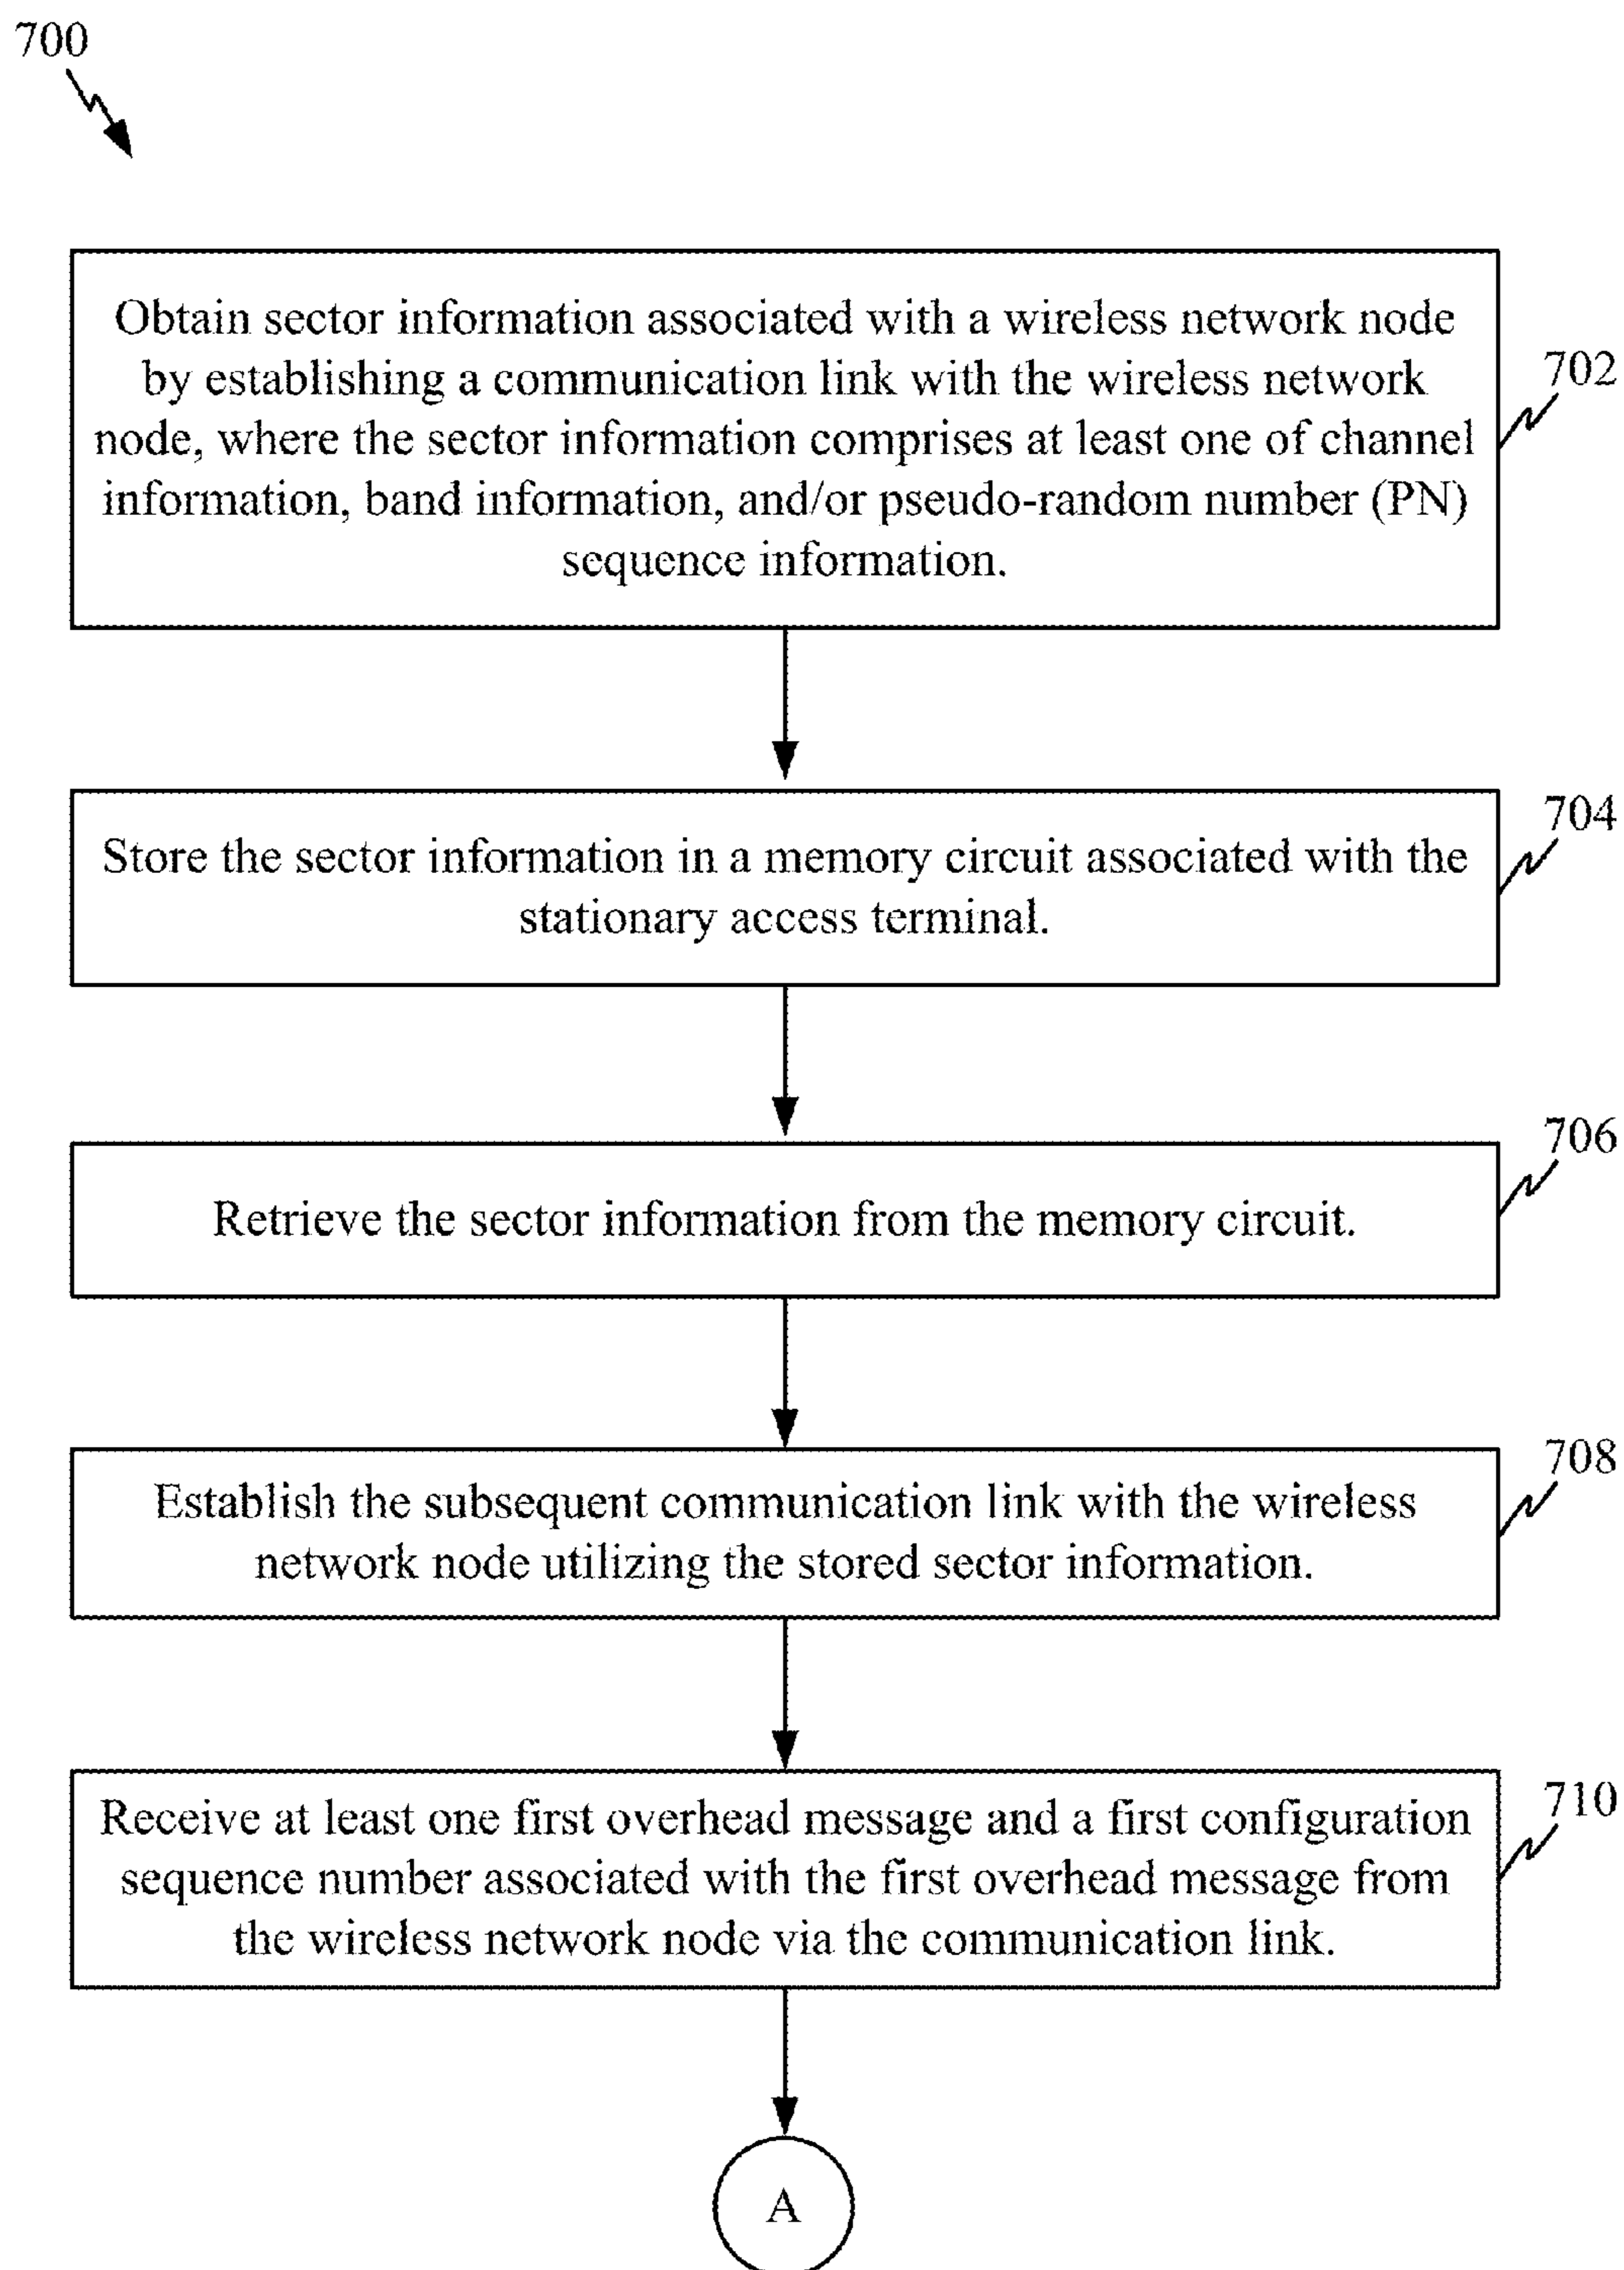 700
Obtain sector information associated with a wireless network node
by establishing a communication link with the wireless network
node, where the sector information comprises at least one of channel
information, band information, and/or pseudo-random number (PN)
sequence information.
702
Store the sector information in a memory circuit associated with the
stationary access terminal.
704
Retrieve the sector information from the memory circuit.
706
Establish the subsequent communication link with the wireless
network node utilizing the stored sector information.
708
Receive at least one first overhead message and a first configuration
sequence number associated with the first overhead message from
the wireless network node via the communication link.
710
A